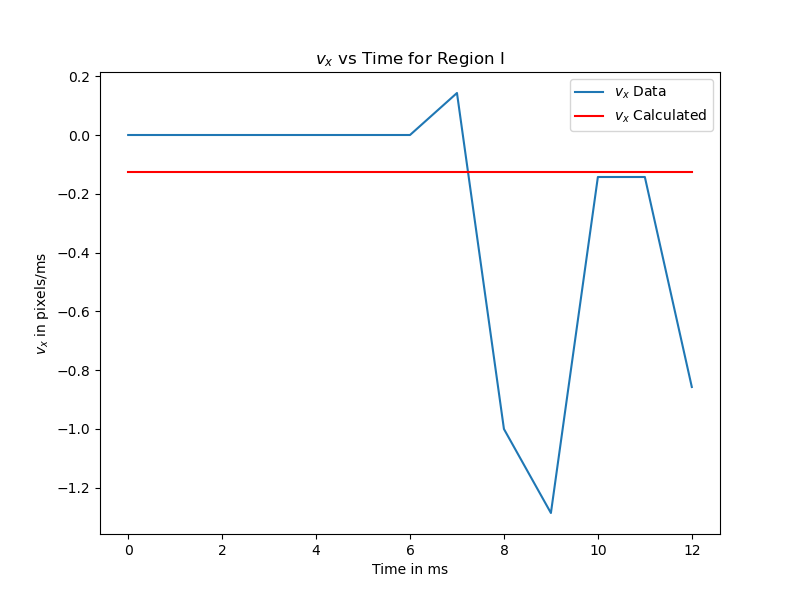 v_x vs Time for Region I
v_x Data
v_x Calculated
0.2
0.0
−0.2
−0.4
−0.6
−0.8
−1.0
−1.2
v_x in pixels/ms
0 2 4 6 8 10 12
Time in ms